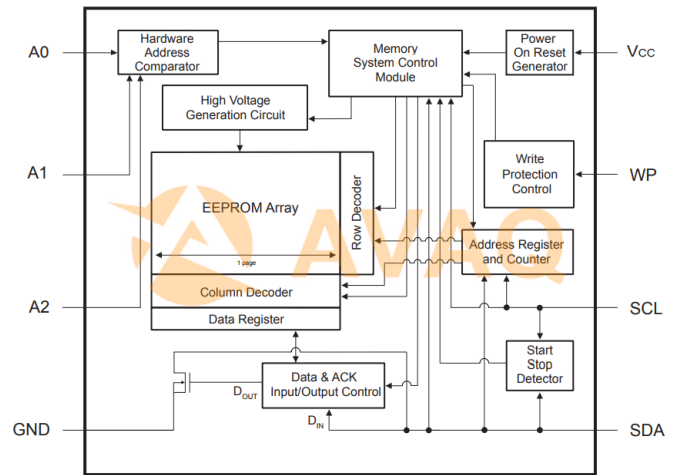 A0
Hardware
Address
Comparator
Memory
System Control
Module
Power
On Reset
Generator
VCC
High Voltage
Generation Circuit
A1
EEPROM Array
1 page
Row Decoder
Write
Protection
Control
WP
AVAQ
Address Register
and Counter
A2
Column Decoder
Data Register
SCL
Start
Stop
Detector
Data & ACK
Input/Output Control
DOUT
DIN
GND
SDA